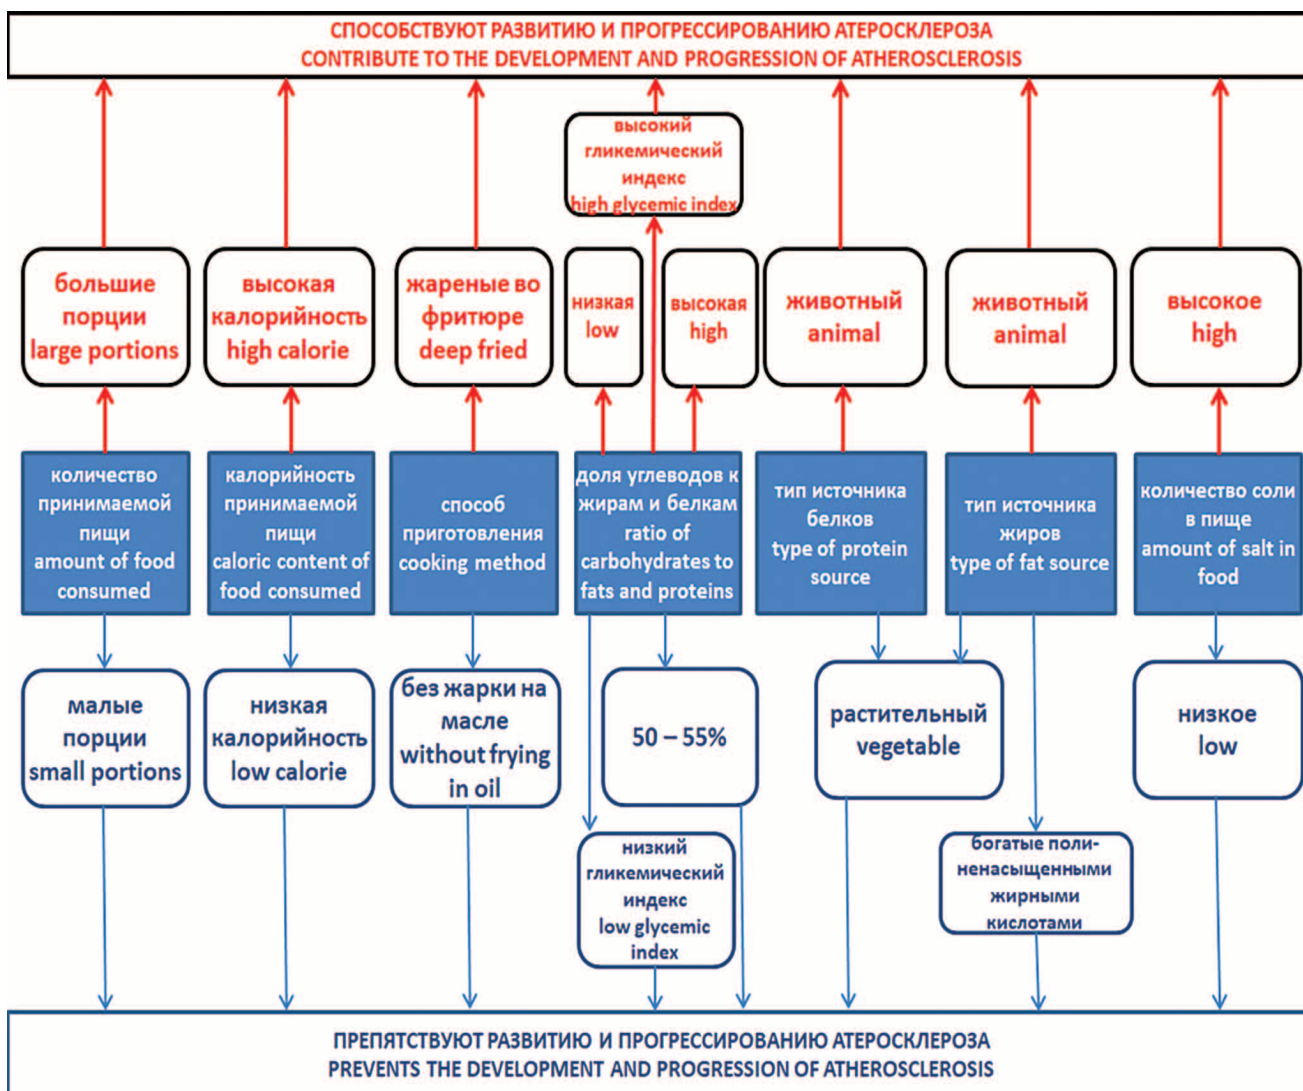 СПОСОБСТВУЮТ РАЗВИТИЮ И ПРОГРЕССИРОВАНИЮ АТЕРОСКЛЕРОЗА
CONTRIBUTE TO THE DEVELOPMENT AND PROGRESSION OF ATHEROSCLEROSIS
высокий
гликемический
индекс
high glycemic index
большие
порции
large portions
высокая
калорийность
high calorie
жареные во
фритюре
deep fried
низкая
low
высокая
high
животный
animal
животный
animal
высокое
high
количество
принимаемой
пищи
amount of food
consumed
калорийность
принимаемой
пищи
caloric content of
food consumed
способ
приготовления
cooking method
доля углеводов к
жирам и белкам
ratio of
carbohydrates to
fats and proteins
тип источника
белков
type of protein
source
тип источника
жиров
type of fat source
количество соли
в пище
amount of salt in
food
малые
порции
small portions
низкая
калорийность
low calorie
без жарки на
масле
without frying
in oil
50 – 55%
растительный
vegetable
низкое
low
низкий
гликемический
индекс
low glycemic
index
богатые поли-
ненасыщенными
жирными
кислотами
ПРЕПЯТСТВУЮТ РАЗВИТИЮ И ПРОГРЕССИРОВАНИЮ АТЕРОСКЛЕРОЗА
PREVENTS THE DEVELOPMENT AND PROGRESSION OF ATHEROSCLEROSIS